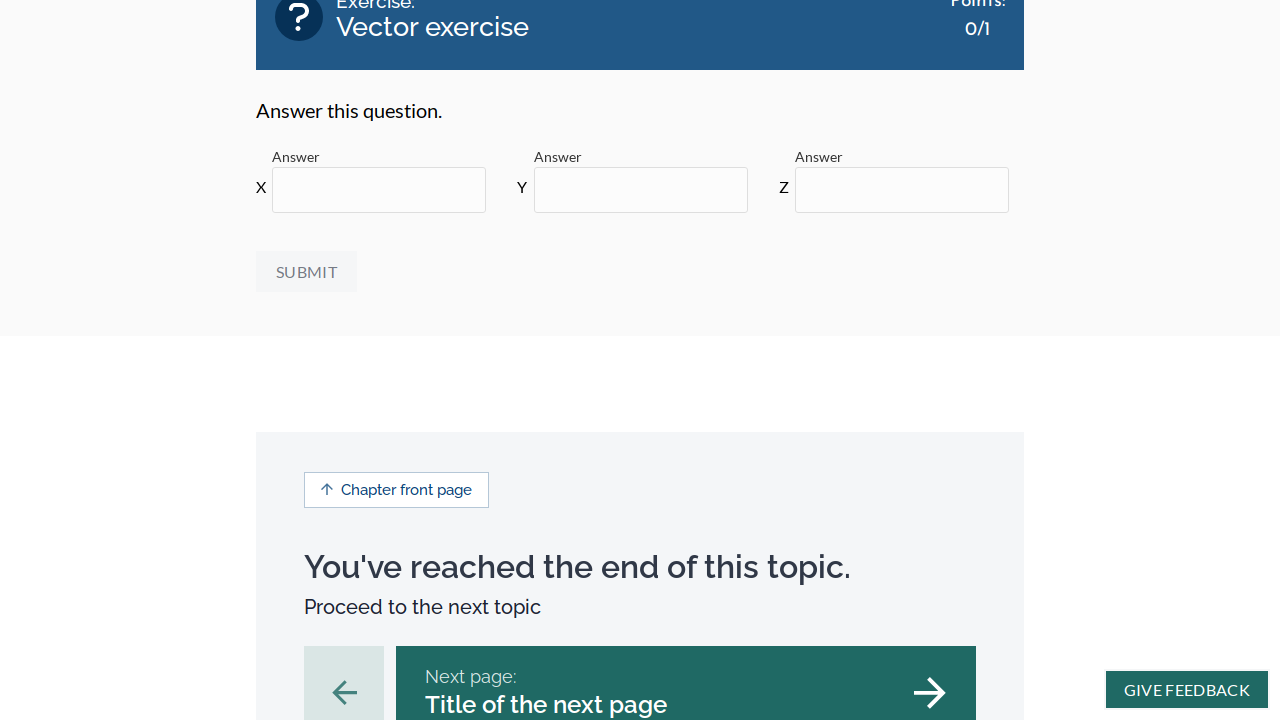 Exercise:
Vector exercise
Points:
0/1
Answer this question.
Answer
Answer
Answer
X
Y
Z
SUBMIT
Chapter front page
You've reached the end of this topic.
Proceed to the next topic
Next page:
Title of the next page
GIVE FEEDBACK